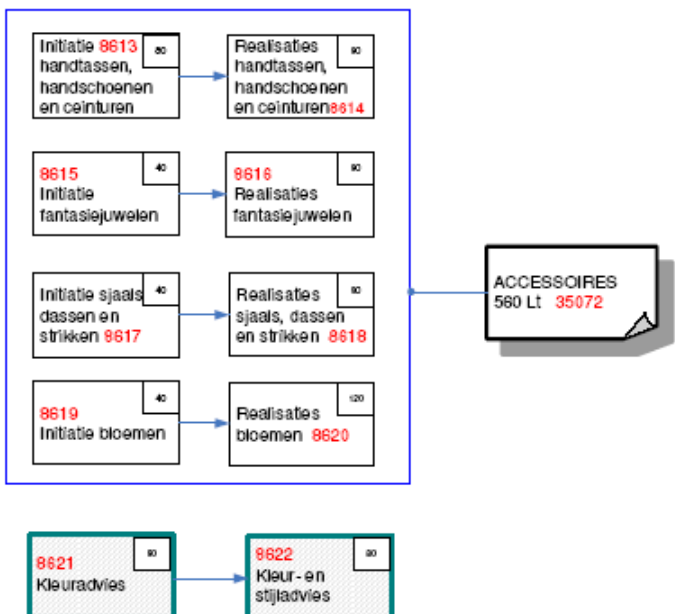 Initiatie 8613
handtassen,
handschoenen
en ceinturen
80
Realisaties
handtassen,
handschoenen
en ceinturen8614
80
8615
Initiatie
fantasiejuwelen
40
8616
Realisaties
fantasiejuwelen
80
Initiatie sjaals,
dassen en
strikken 8617
40
Realisaties
sjaals, dassen
en strikken 8618
80
8619
Initiatie bloemen
40
Realisaties
bloemen 8620
120
ACCESSOIRES
560 Lt 35072
8621
Kleuradvies
80
8622
Kleur- en
stijladvies
80